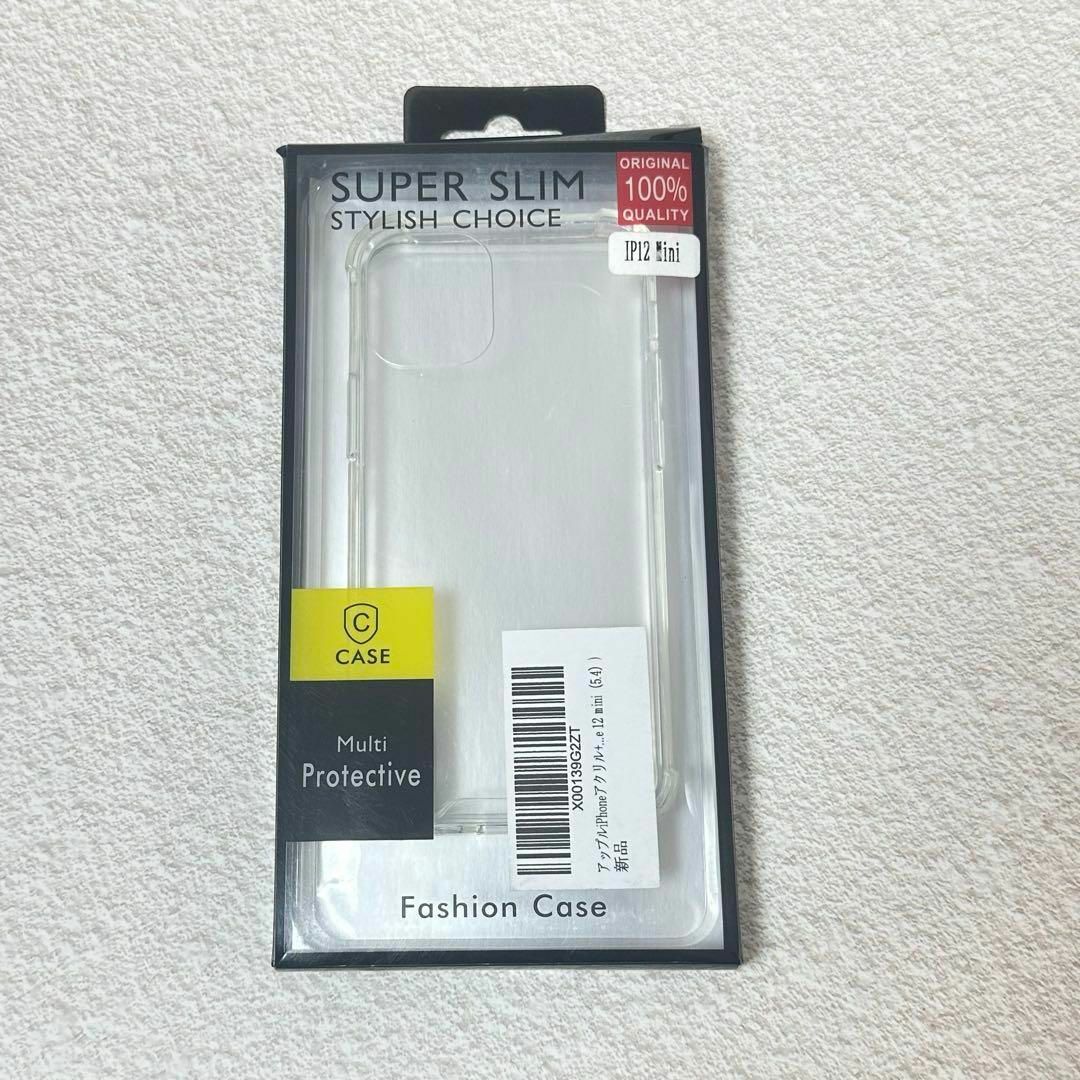 SUPER SLIM
STYLISH CHOICE
ORIGINAL
100%
QUALITY
IP12 Mini
C
CASE
Multi
Protective
X00139G2ZT
アップルiPhoneアクリル+...e 12 mini (5.4) )
新品
Fashion Case